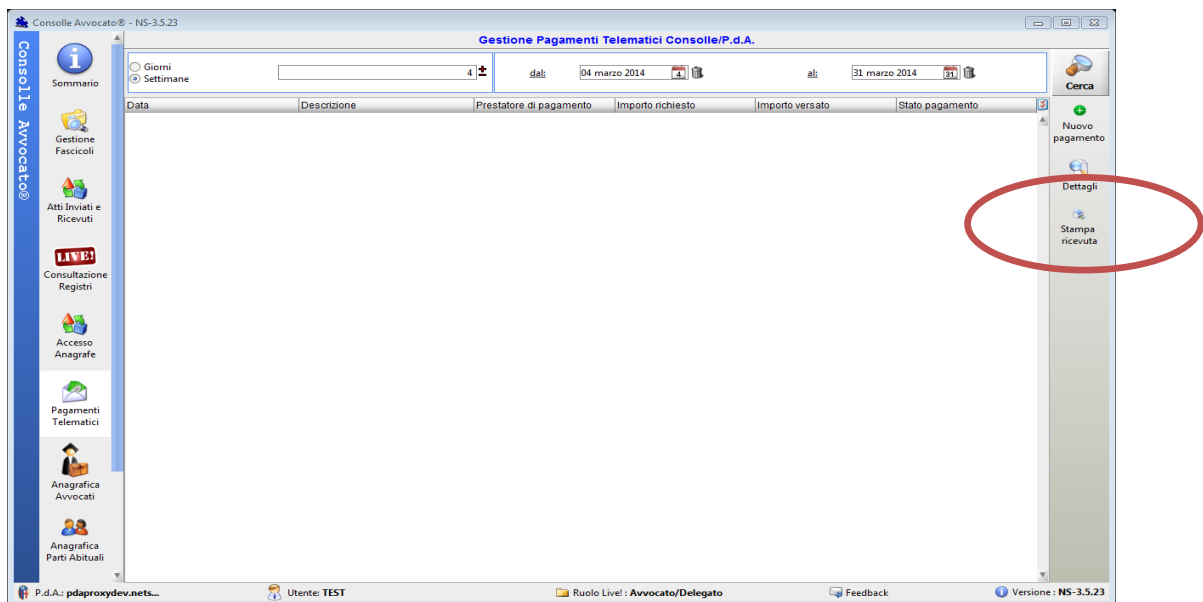 Consolle Avvocato® - NS-3.5.23
Consolle Avvocato®
Gestione Pagamenti Telematici Consolle/P.d.A.
Sommario
Giorni
Settimane
4
dal:
04 marzo 2014
4
al:
31 marzo 2014
31
Cerca
Data
Descrizione
Prestatore di pagamento
Importo richiesto
Importo versato
Stato pagamento
Nuovo
pagamento
Dettagli
Stampa
ricevuta
Gestione
Fascicoli
Atti Inviati e
Ricevuti
LIVE!
Consultazione
Registri
Accesso
Anagrafe
Pagamenti
Telematici
Anagrafica
Avvocati
Anagrafica
Parti Abituali
P.d.A.: pdaproxydev.nets...
Utente: TEST
Ruolo Live! : Avvocato/Delegato
Feedback
Versione : NS-3.5.23